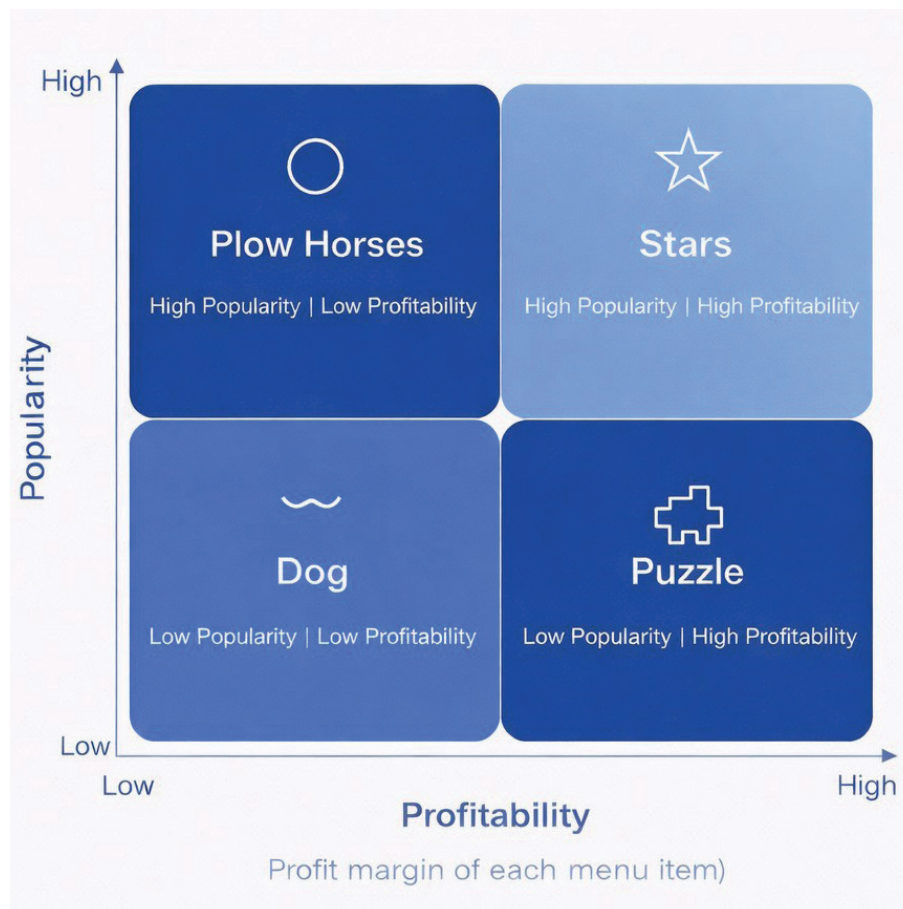 High
Plow Horses
High Popularity | Low Profitability
Stars
High Popularity | High Profitability
Popularity
Dog
Low Popularity | Low Profitability
Puzzle
Low Popularity | High Profitability
Low
Low
High
Profitability
Profit margin of each menu item)